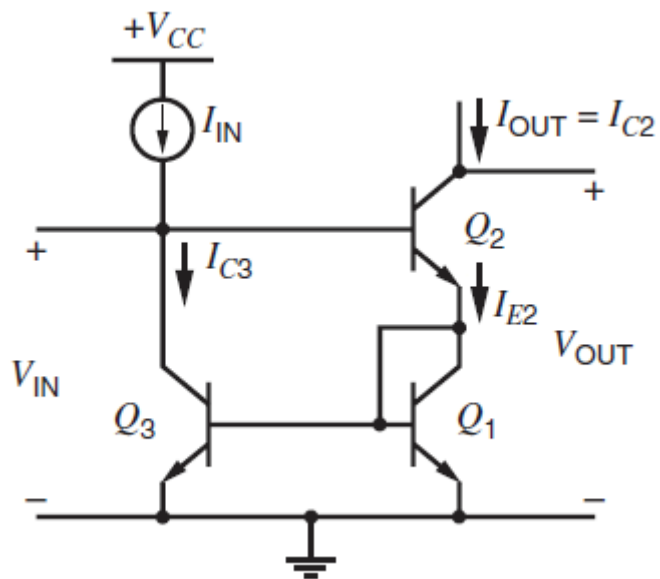 +V_CC
I_IN
I_OUT = I_C2
+
+
I_C3
Q_2
I_E2
V_IN
V_OUT
Q_3
Q_1
−
−